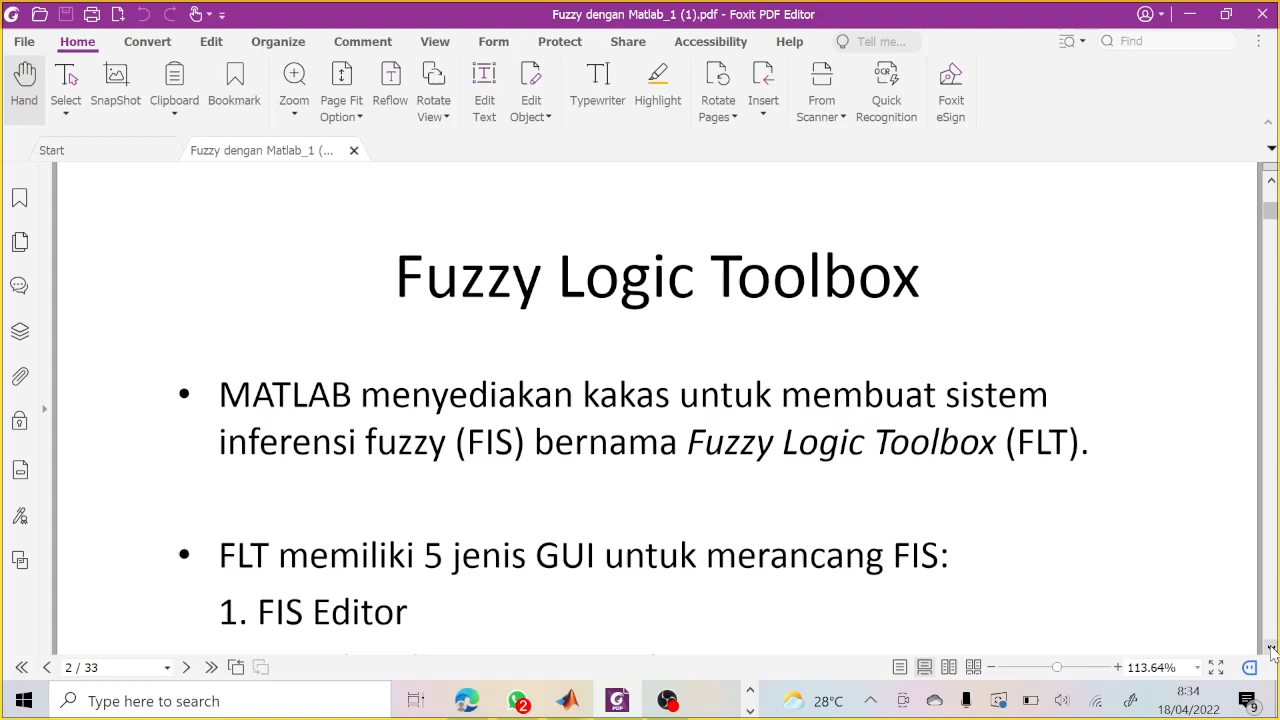 Fuzzy dengan Matlab_1 (1).pdf - Foxit PDF Editor
File Home Convert Edit Organize Comment View Form Protect Share Accessibility Help Tell me... Find
Hand Select SnapShot Clipboard Bookmark Zoom Page Fit Option Reflow Rotate View Edit Text Edit Object Typewriter Highlight Rotate Pages Insert From Scanner OCR Quick Recognition Foxit eSign
Start Fuzzy dengan Matlab_1 (...
Fuzzy Logic Toolbox
• MATLAB menyediakan kakas untuk membuat sistem
inferensi fuzzy (FIS) bernama Fuzzy Logic Toolbox (FLT).
• FLT memiliki 5 jenis GUI untuk merancang FIS:
1. FIS Editor
2 / 33 113.64%
Type here to search 2 PDF 28°C 8:34
18/04/2022 9